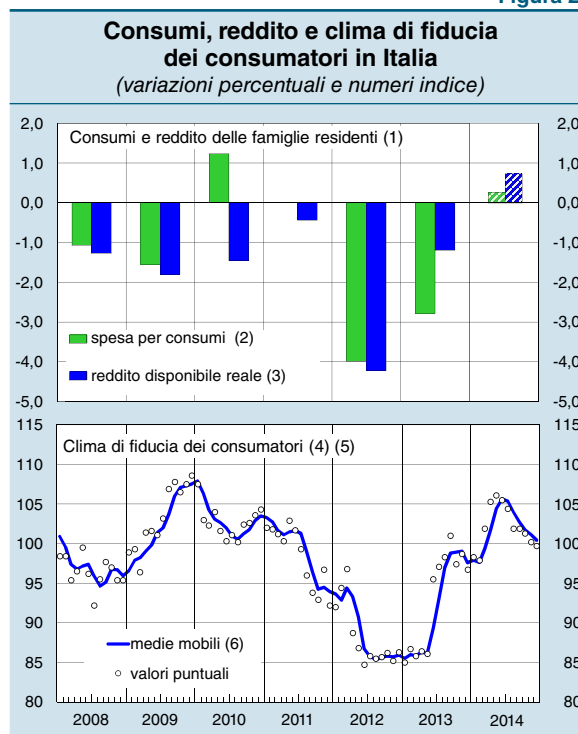 Figura 2
Consumi, reddito e clima di fiducia
dei consumatori in Italia
(variazioni percentuali e numeri indice)
2,0 2,0
Consumi e reddito delle famiglie residenti (1)
1,0 1,0
0,0 0,0
-1,0 -1,0
-2,0 -2,0
-3,0 -3,0
spesa per consumi (2)
-4,0 -4,0
reddito disponibile reale (3)
-5,0 -5,0
115 115
Clima di fiducia dei consumatori (4) (5)
110 110
105 105
100 100
95 95
90 90
medie mobili (6)
85 85
valori puntuali
80 80
2008 2009 2010 2011 2012 2013 2014